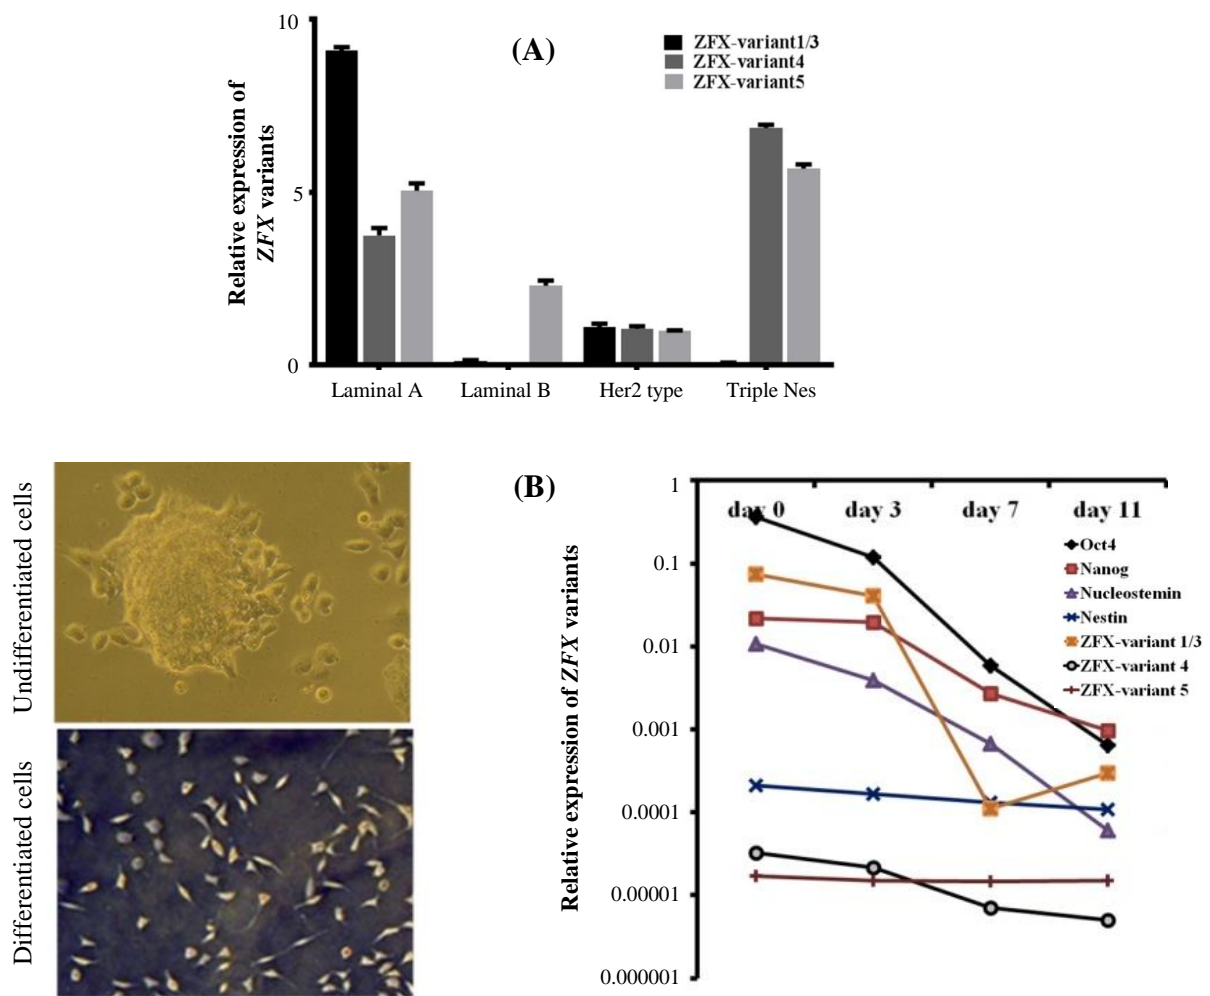 10
(A)
ZFX-variant1/3
ZFX-variant4
ZFX-variant5
Relative expression of
ZFX variants
5
0
Laminal A
Laminal B
Her2 type
Triple Nes
Undifferentiated cells
Differentiated cells
(B)
Relative expression of ZFX variants
1
0.1
0.01
0.001
0.0001
0.00001
0.000001
day 0
day 3
day 7
day 11
Oct4
Nanog
Nucleostemin
Nestin
ZFX-variant 1/3
ZFX-variant 4
ZFX-variant 5